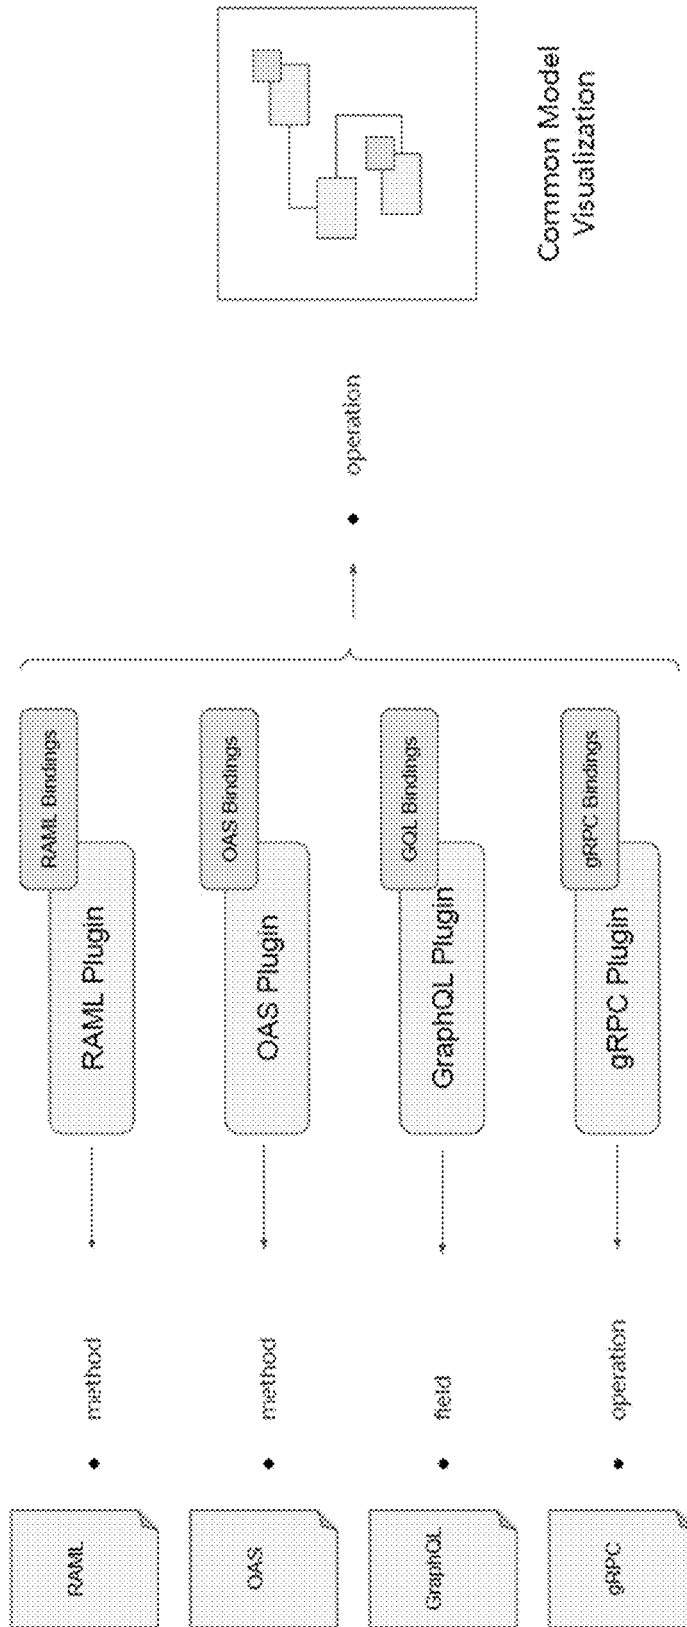 RAML
method
RAML Plugin
RAML Bindings
OAS
method
OAS Plugin
OAS Bindings
GraphQL
field
GraphQL Plugin
GQL Bindings
gRPC
operation
gRPC Plugin
gRPC Bindings
operation
Common Model
Visualization